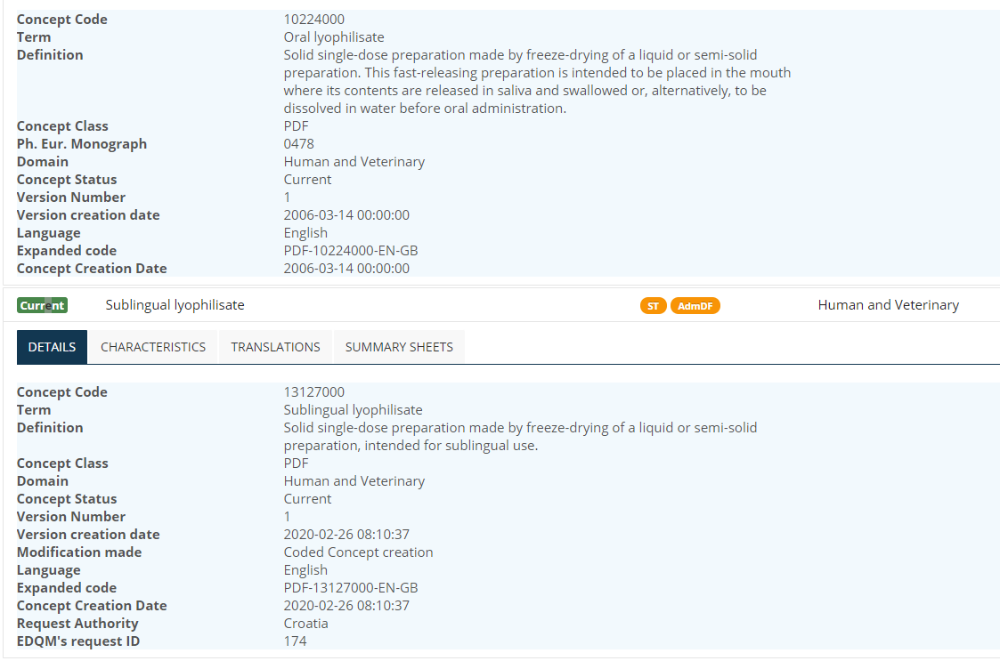 Concept Code 10224000
Term Oral lyophilisate
Definition Solid single-dose preparation made by freeze-drying of a liquid or semi-solid
preparation. This fast-releasing preparation is intended to be placed in the mouth
where its contents are released in saliva and swallowed or, alternatively, to be
dissolved in water before oral administration.
Concept Class PDF
Ph. Eur. Monograph 0478
Domain Human and Veterinary
Concept Status Current
Version Number 1
Version creation date 2006-03-14 00:00:00
Language English
Expanded code PDF-10224000-EN-GB
Concept Creation Date 2006-03-14 00:00:00
Current Sublingual lyophilisate ST AdmDF Human and Veterinary
DETAILS CHARACTERISTICS TRANSLATIONS SUMMARY SHEETS
Concept Code 13127000
Term Sublingual lyophilisate
Definition Solid single-dose preparation made by freeze-drying of a liquid or semi-solid
preparation, intended for sublingual use.
Concept Class PDF
Domain Human and Veterinary
Concept Status Current
Version Number 1
Version creation date 2020-02-26 08:10:37
Modification made Coded Concept creation
Language English
Expanded code PDF-13127000-EN-GB
Concept Creation Date 2020-02-26 08:10:37
Request Authority Croatia
EDQM's request ID 174